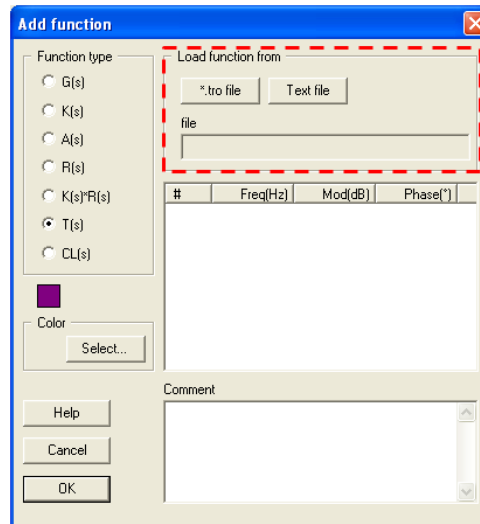 Add function
Function type
G(s)
K(s)
A(s)
R(s)
K(s)*R(s)
T(s)
CL(s)
Load function from
*.tro file Text file
file
# Freq(Hz) Mod(dB) Phase(°)
Color
Select...
Comment
Help
Cancel
OK